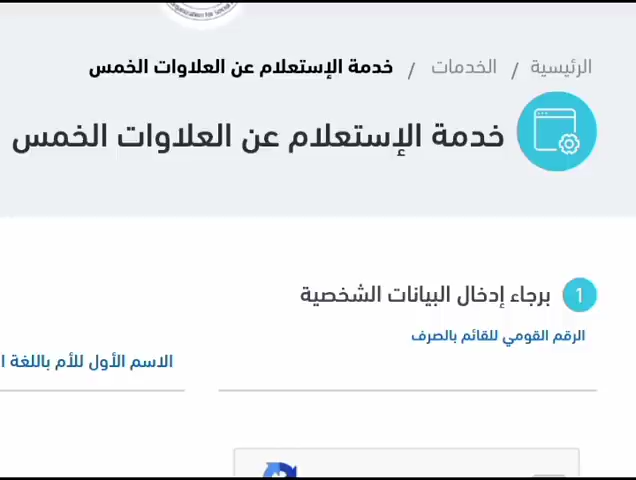 الرئيسية / الخدمات / خدمة الإستعلام عن العلاوات الخمس
خدمة الإستعلام عن العلاوات الخمس
1 برجاء إدخال البيانات الشخصية
الرقم القومي للقائم بالصرف
الاسم الأول للأم باللغة ا